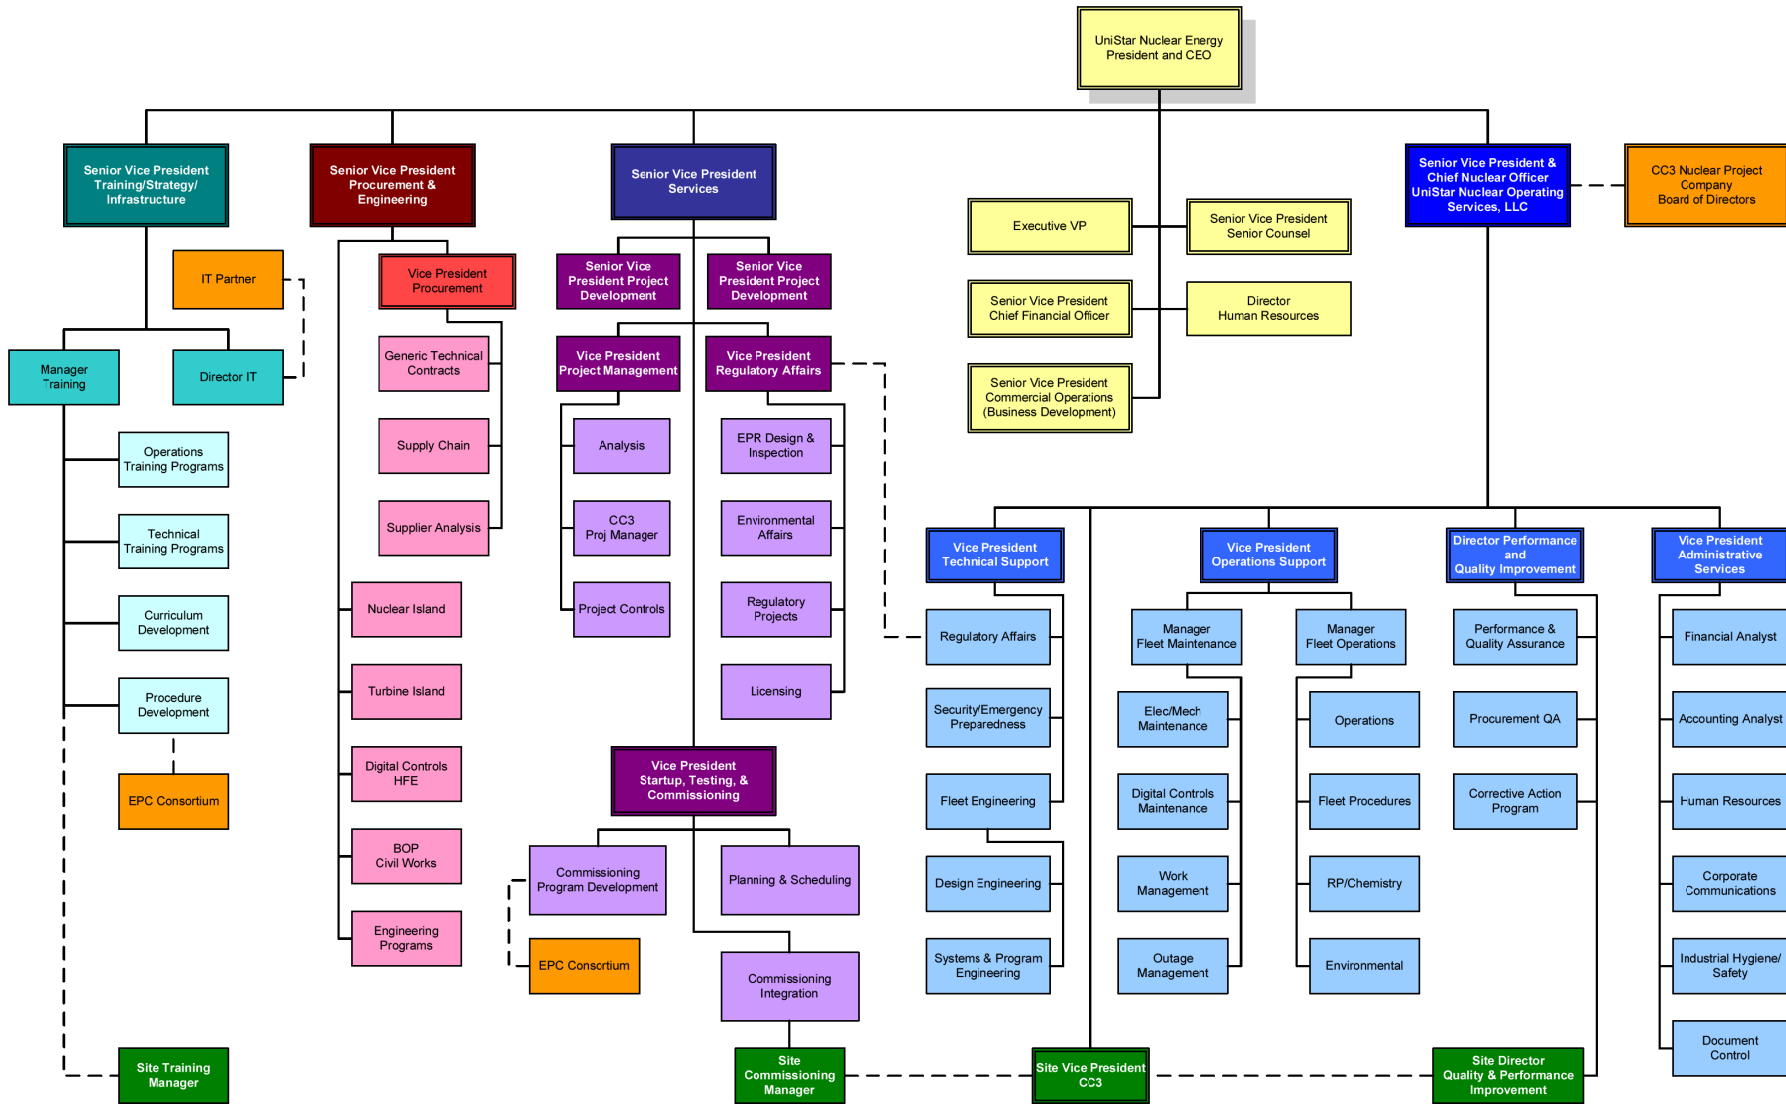 UniStar Nuclear Energy
President and CEO
Senior Vice President
Training/Strategy/
Infrastructure
Senior Vice President
Procurement &
Engineering
Senior Vice President
Services
Senior Vice President &
Chief Nuclear Officer
UniStar Nuclear Operating
Services, LLC
CC3 Nuclear Project
Company
Board of Directors
Executive VP
Senior Vice President
Senior Counsel
Senior Vice President
Chief Financial Officer
Director
Human Resources
Senior Vice President
Commercial Operations
(Business Development)
IT Partner
Manager
Training
Director IT
Operations
Training Programs
Technical
Training Programs
Curriculum
Development
Procedure
Development
EPC Consortium
Site Training
Manager
Vice President
Procurement
Generic Technical
Contracts
Supply Chain
Supplier Analysis
Nuclear Island
Turbine Island
Digital Controls
HFE
BOP
Civil Works
Engineering
Programs
Senior Vice
President Project
Development
Senior Vice
President Project
Development
Vice President
Project Management
Vice President
Regulatory Affairs
Analysis
CC3
Proj Manager
Project Controls
EPR Design &
Inspection
Environmental
Affairs
Regulatory
Projects
Licensing
Vice President
Startup, Testing, &
Commissioning
Commissioning
Program Development
Planning & Scheduling
EPC Consortium
Commissioning
Integration
Site
Commissioning
Manager
Vice President
Technical Support
Regulatory Affairs
Security/Emergency
Preparedness
Fleet Engineering
Design Engineering
Systems & Program
Engineering
Site Vice President
CC3
Vice President
Operations Support
Manager
Fleet Maintenance
Manager
Fleet Operations
Elec/Mech
Maintenance
Digital Controls
Maintenance
Work
Management
Outage
Management
Operations
Fleet Procedures
RP/Chemistry
Environmental
Director Performance
and
Quality Improvement
Performance &
Quality Assurance
Procurement QA
Corrective Action
Program
Site Director
Quality & Performance
Improvement
Vice President
Administrative
Services
Financial Analyst
Accounting Analyst
Human Resources
Corporate
Communications
Industrial Hygiene/
Safety
Document
Control